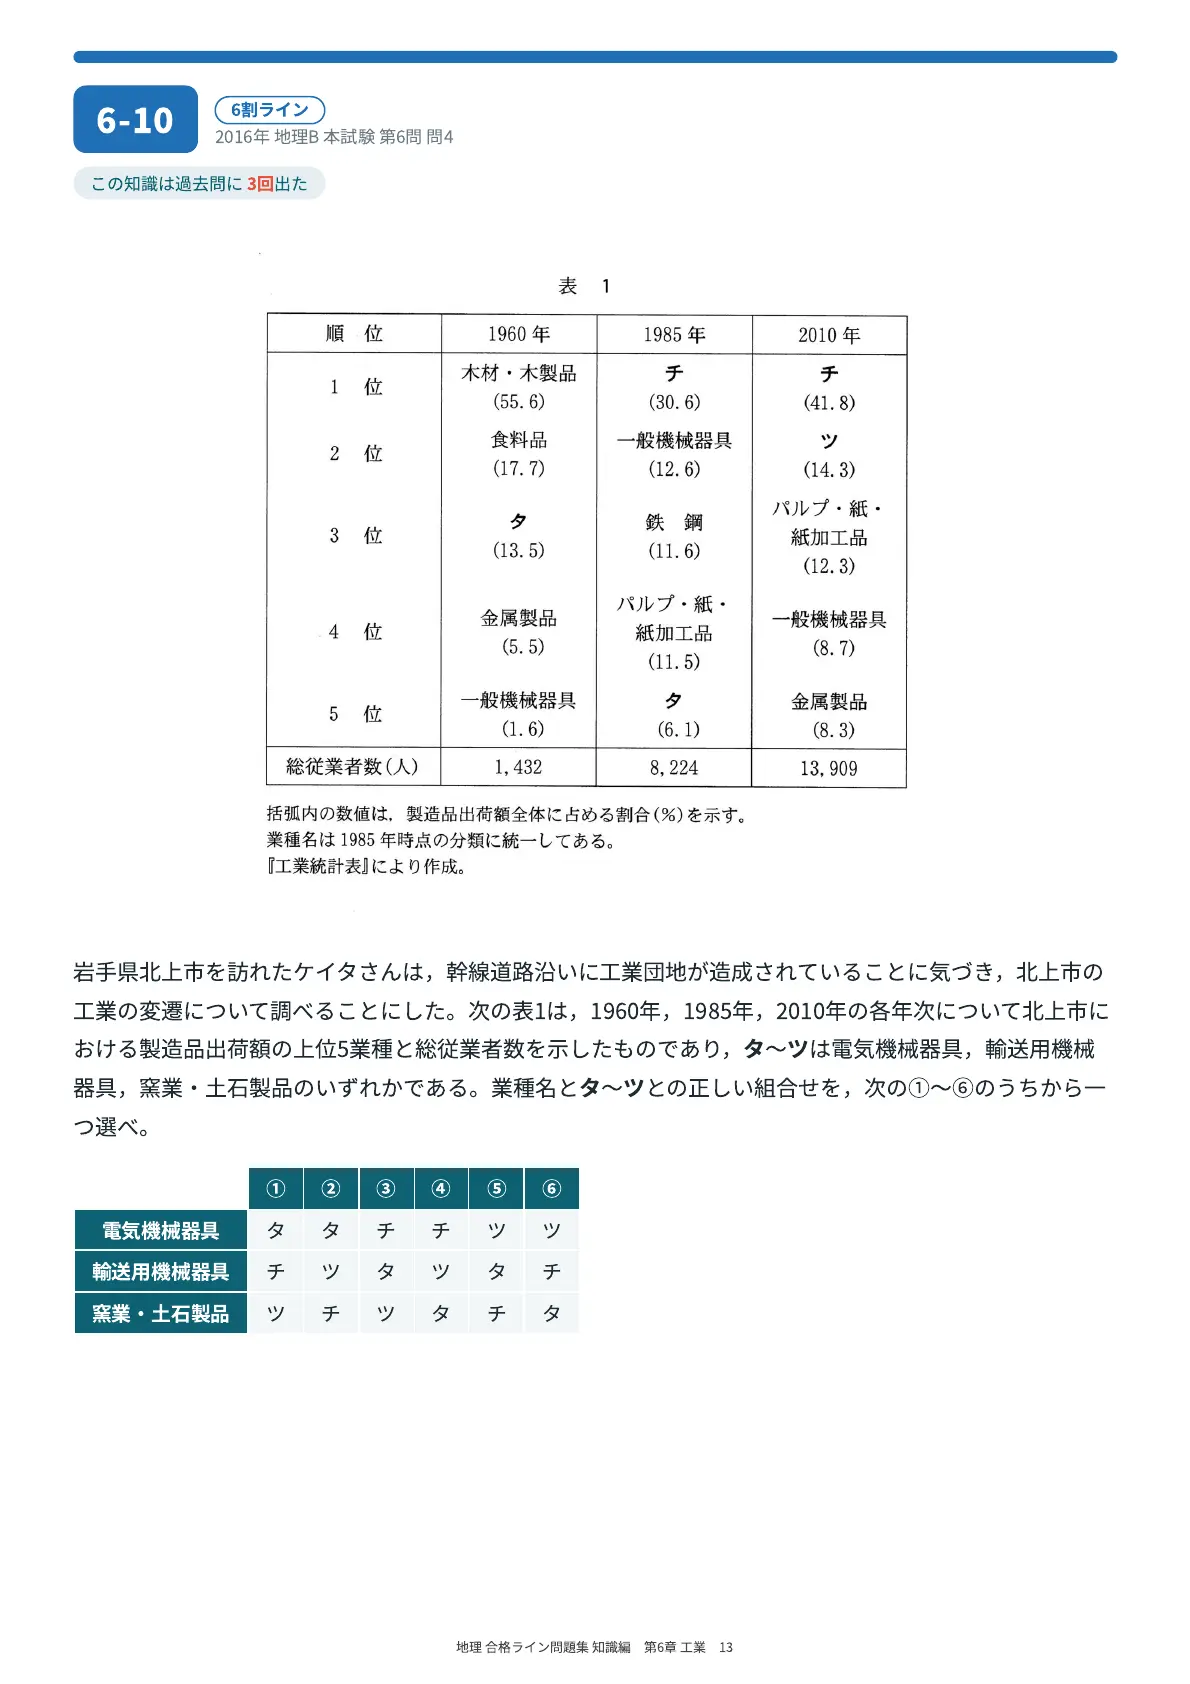 6-10
6割ライン
2016年 地理B 本試験 第6問 問4
この知識は過去問に 3回出た
表 1
順 位 1960年 1985年 2010年
1 位 木材・木製品 (55.6) チ (30.6) チ (41.8)
2 位 食料品 (17.7) 一般機械器具 (12.6) ツ (14.3)
3 位 タ (13.5) 鉄 鋼 (11.6) パルプ・紙・紙加工品 (12.3)
4 位 金属製品 (5.5) パルプ・紙・紙加工品 (11.5) 一般機械器具 (8.7)
5 位 一般機械器具 (1.6) タ (6.1) 金属製品 (8.3)
総従業者数(人) 1,432 8,224 13,909
括弧内の数値は，製造品出荷額全体に占める割合(%)を示す。
業種名は1985年時点の分類に統一してある。
『工業統計表』により作成。
岩手県北上市を訪れたケイタさんは，幹線道路沿いに工業団地が造成されていることに気づき，北上市の
工業の変遷について調べることにした。次の表1は，1960年，1985年，2010年の各年次について北上市に
おける製造品出荷額の上位5業種と総従業者数を示したものであり，タ～ツは電気機械器具，輸送用機械
器具，窯業・土石製品のいずれかである。業種名とタ～ツとの正しい組合せを，次の①～⑥のうちから一
つ選べ。
① ② ③ ④ ⑤ ⑥
電気機械器具 タ タ チ チ ツ ツ
輸送用機械器具 チ ツ タ ツ タ チ
窯業・土石製品 ツ チ ツ タ チ タ
地理 合格ライン問題集 知識編 第6章 工業 13